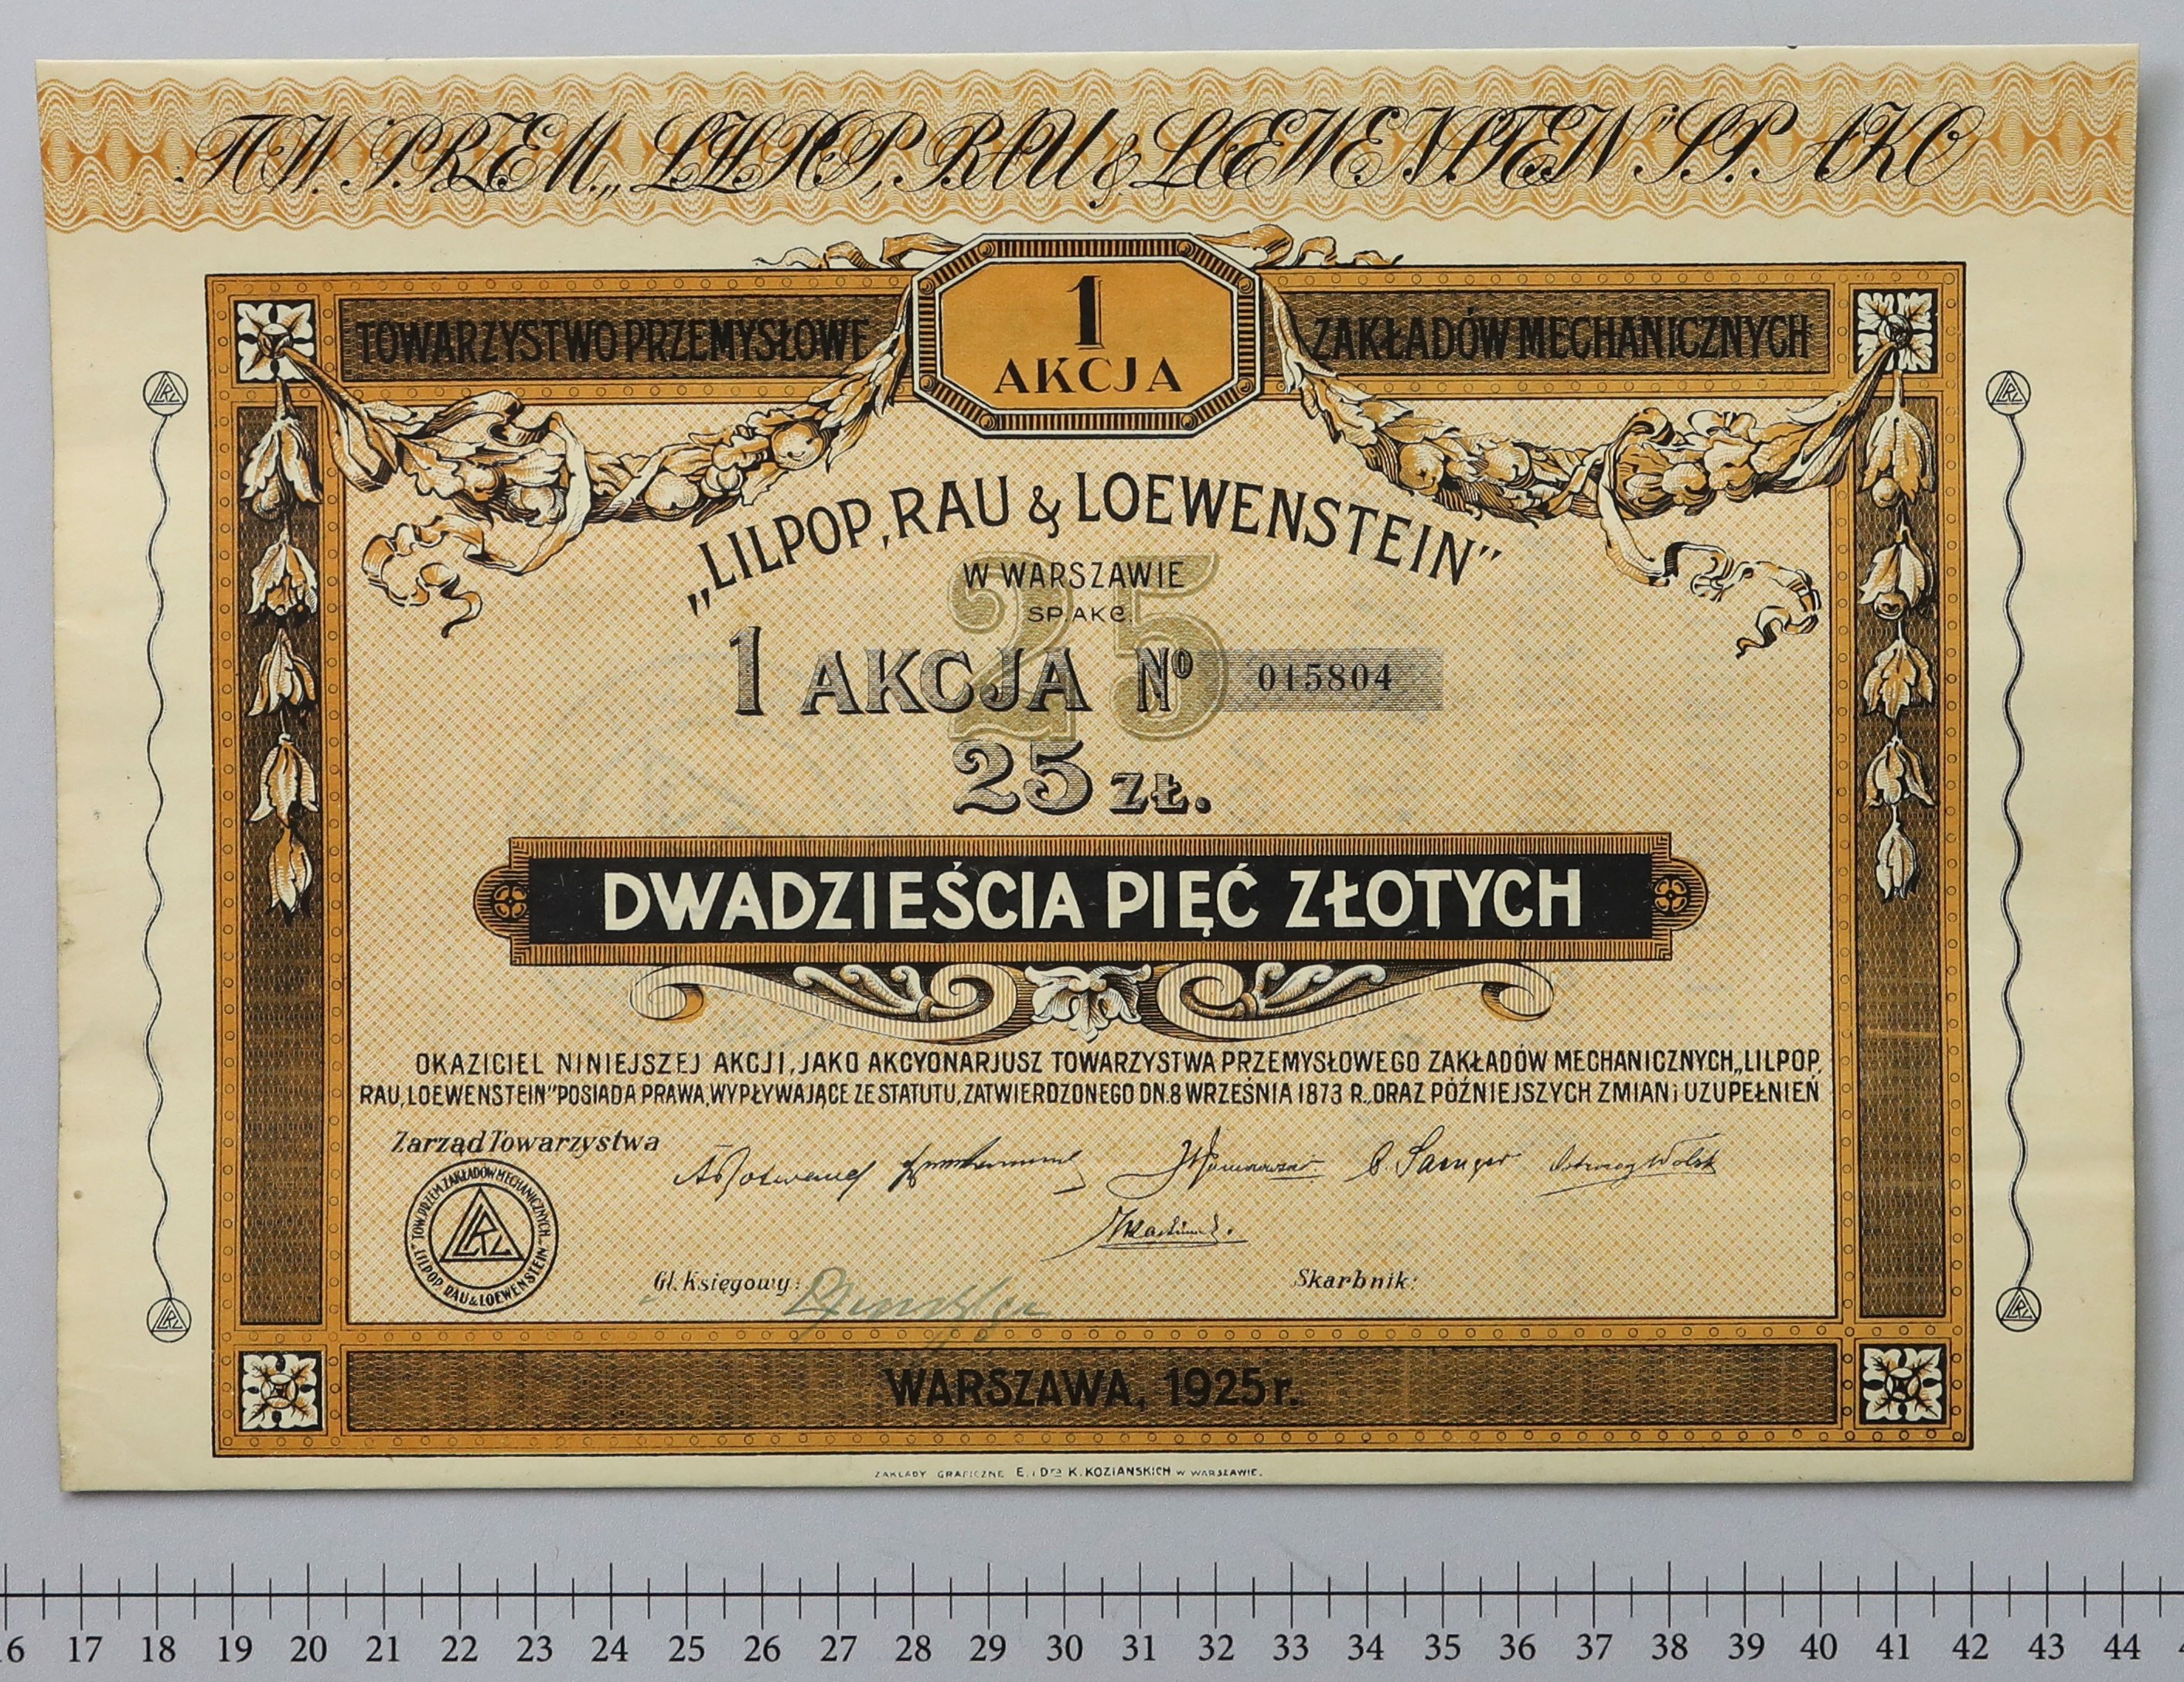 TOW. PRZEM. „LILPOP, RAU & LOEWENSTEIN" SP. AKC
1
AKCJA
TOWARZYSTWO PRZEMYSŁOWE ZAKŁADÓW MECHANICZNYCH
„LILPOP, RAU & LOEWENSTEIN"
W WARSZAWIE
SP. AKC.
25
1 AKCJA No 015804
25 ZŁ.
DWADZIEŚCIA PIĘĆ ZŁOTYCH
OKAZICIEL NINIEJSZEJ AKCJI, JAKO AKCYONARJUSZ TOWARZYSTWA PRZEMYSŁOWEGO ZAKŁADÓW MECHANICZNYCH „LILPOP,
RAU, LOEWENSTEIN" POSIADA PRAWA, WYPŁYWAJĄCE ZE STATUTU, ZATWIERDZONEGO DN. 8 WRZEŚNIA 1873 R., ORAZ PÓŹNIEJSZYCH ZMIAN i UZUPEŁNIEŃ
Zarząd Towarzystwa
TOW. PRZEM. ZAKŁADÓW MECHANICZNYCH
„LILPOP, RAU & LOEWENSTEIN"
LRL
Gł. Księgowy:
Skarbnik:
WARSZAWA, 1925 r.
ZAKŁADY GRAFICZNE E. i Dra K. KOZIANSKICH w WARSZAWIE.
16 17 18 19 20 21 22 23 24 25 26 27 28 29 30 31 32 33 34 35 36 37 38 39 40 41 42 43 44